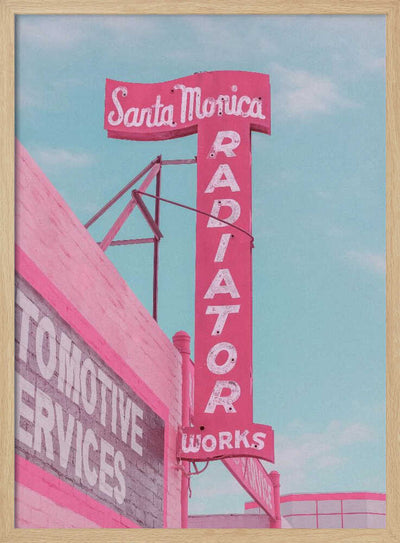 Santa Monica
RADIATOR
WORKS
TOMOTIVE
ERVICES